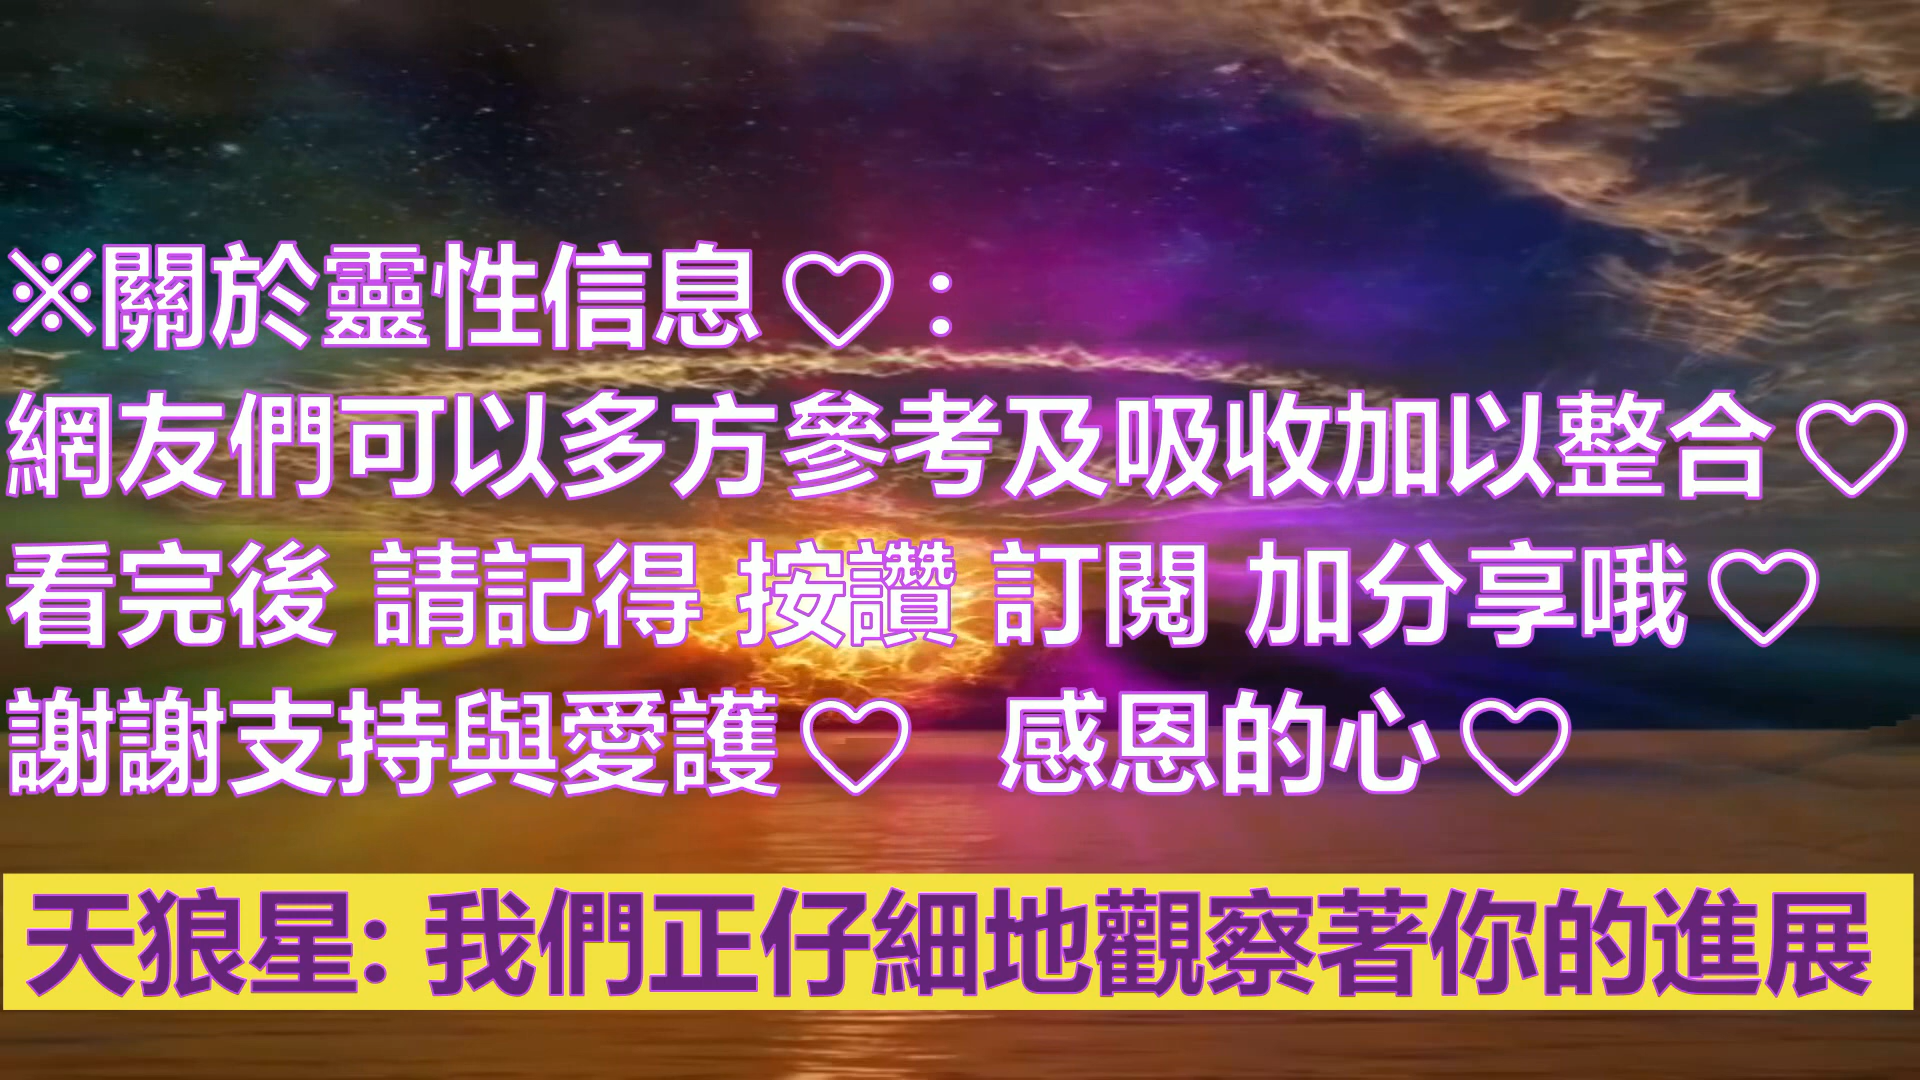 ※關於靈性信息♡:
網友們可以多方參考及吸收加以整合♡
看完後 請記得 按讚 訂閱 加分享哦♡
謝謝支持與愛護♡ 感恩的心♡
天狼星: 我們正仔細地觀察著你的進展